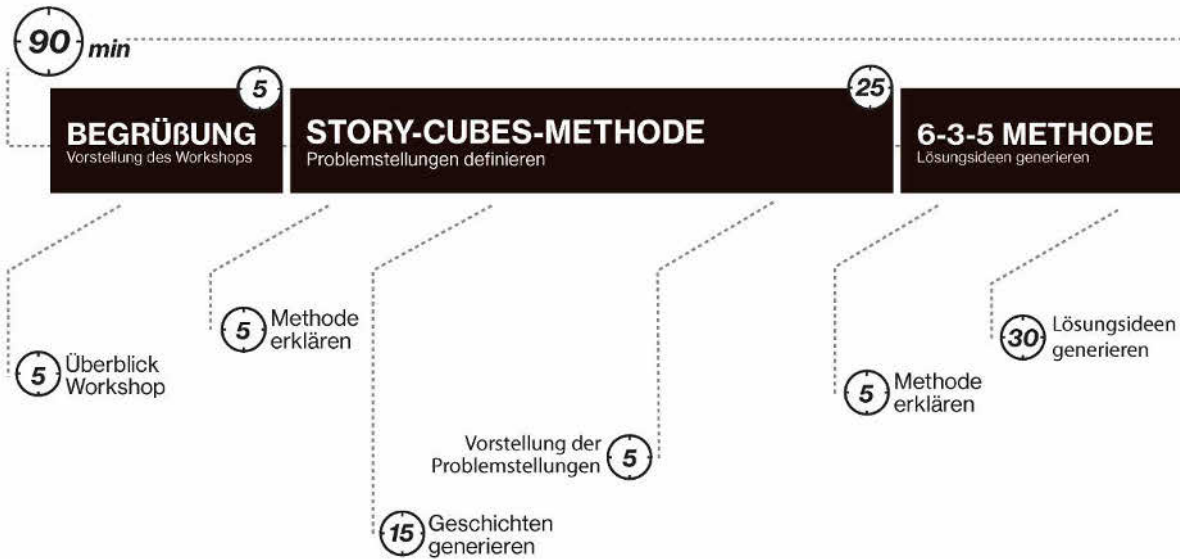 90 min
5
25
BEGRÜßUNG
Vorstellung des Workshops
STORY-CUBES-METHODE
Problemstellungen definieren
6-3-5 METHODE
Lösungsideen generieren
5 Überblick
Workshop
5 Methode
erklären
15 Geschichten
generieren
Vorstellung der
Problemstellungen 5
5 Methode
erklären
30 Lösungsideen
generieren